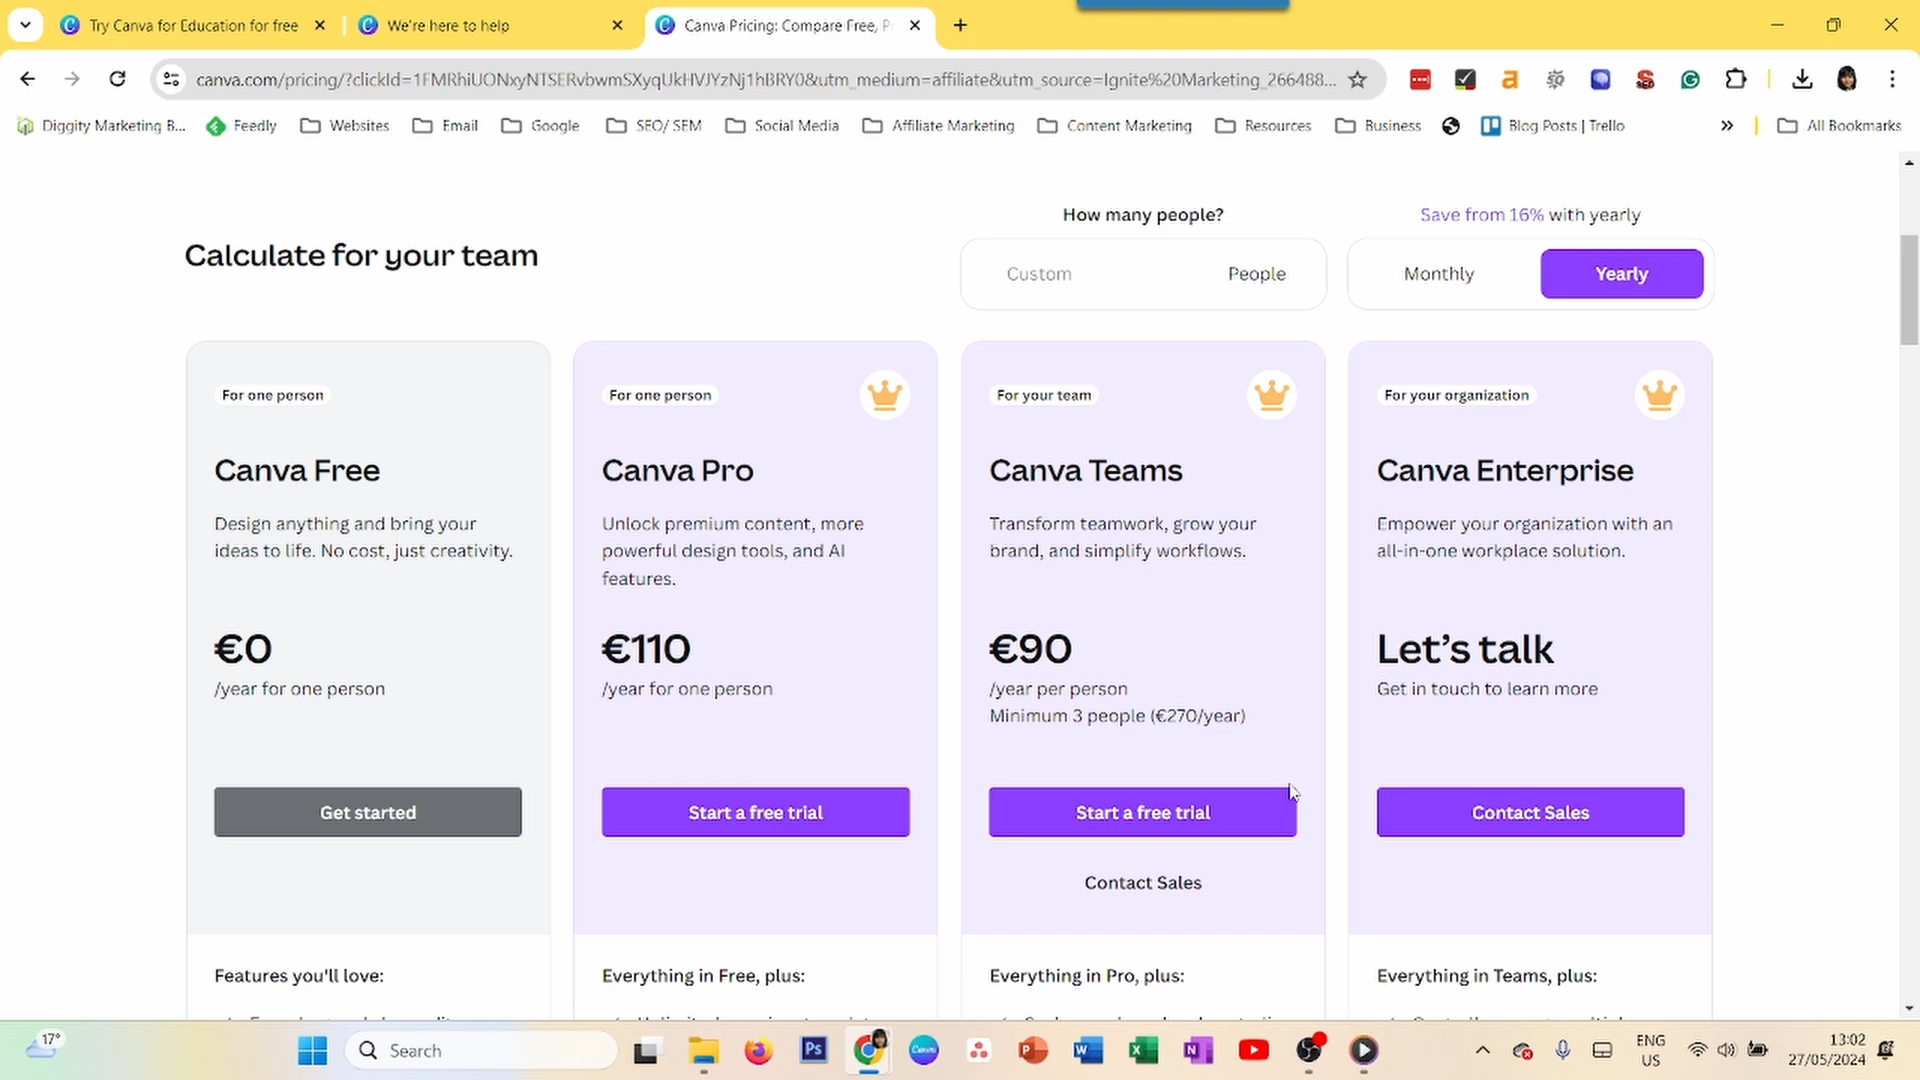 Try Canva for Education for free
We're here to help
Canva Pricing: Compare Free, P
canva.com/pricing/?clickId=1FMRhiUONxyNTSERvbwmSXyqUkHVJYzNj1hBRY0&utm_medium=affiliate&utm_source=Ignite%20Marketing_266488...
Diggity Marketing B...
Feedly
Websites
Email
Google
SEO/ SEM
Social Media
Affiliate Marketing
Content Marketing
Resources
Business
Blog Posts | Trello
All Bookmarks
Calculate for your team
How many people?
Custom
People
Save from 16% with yearly
Monthly
Yearly
For one person
Canva Free
Design anything and bring your
ideas to life. No cost, just creativity.
€0
/year for one person
Get started
Features you'll love:
For one person
Canva Pro
Unlock premium content, more
powerful design tools, and AI
features.
€110
/year for one person
Start a free trial
Everything in Free, plus:
For your team
Canva Teams
Transform teamwork, grow your
brand, and simplify workflows.
€90
/year per person
Minimum 3 people (€270/year)
Start a free trial
Contact Sales
Everything in Pro, plus:
For your organization
Canva Enterprise
Empower your organization with an
all-in-one workplace solution.
Let's talk
Get in touch to learn more
Contact Sales
Everything in Teams, plus:
17°
Search
Ps
Canva
ENG
US
13:02
27/05/2024